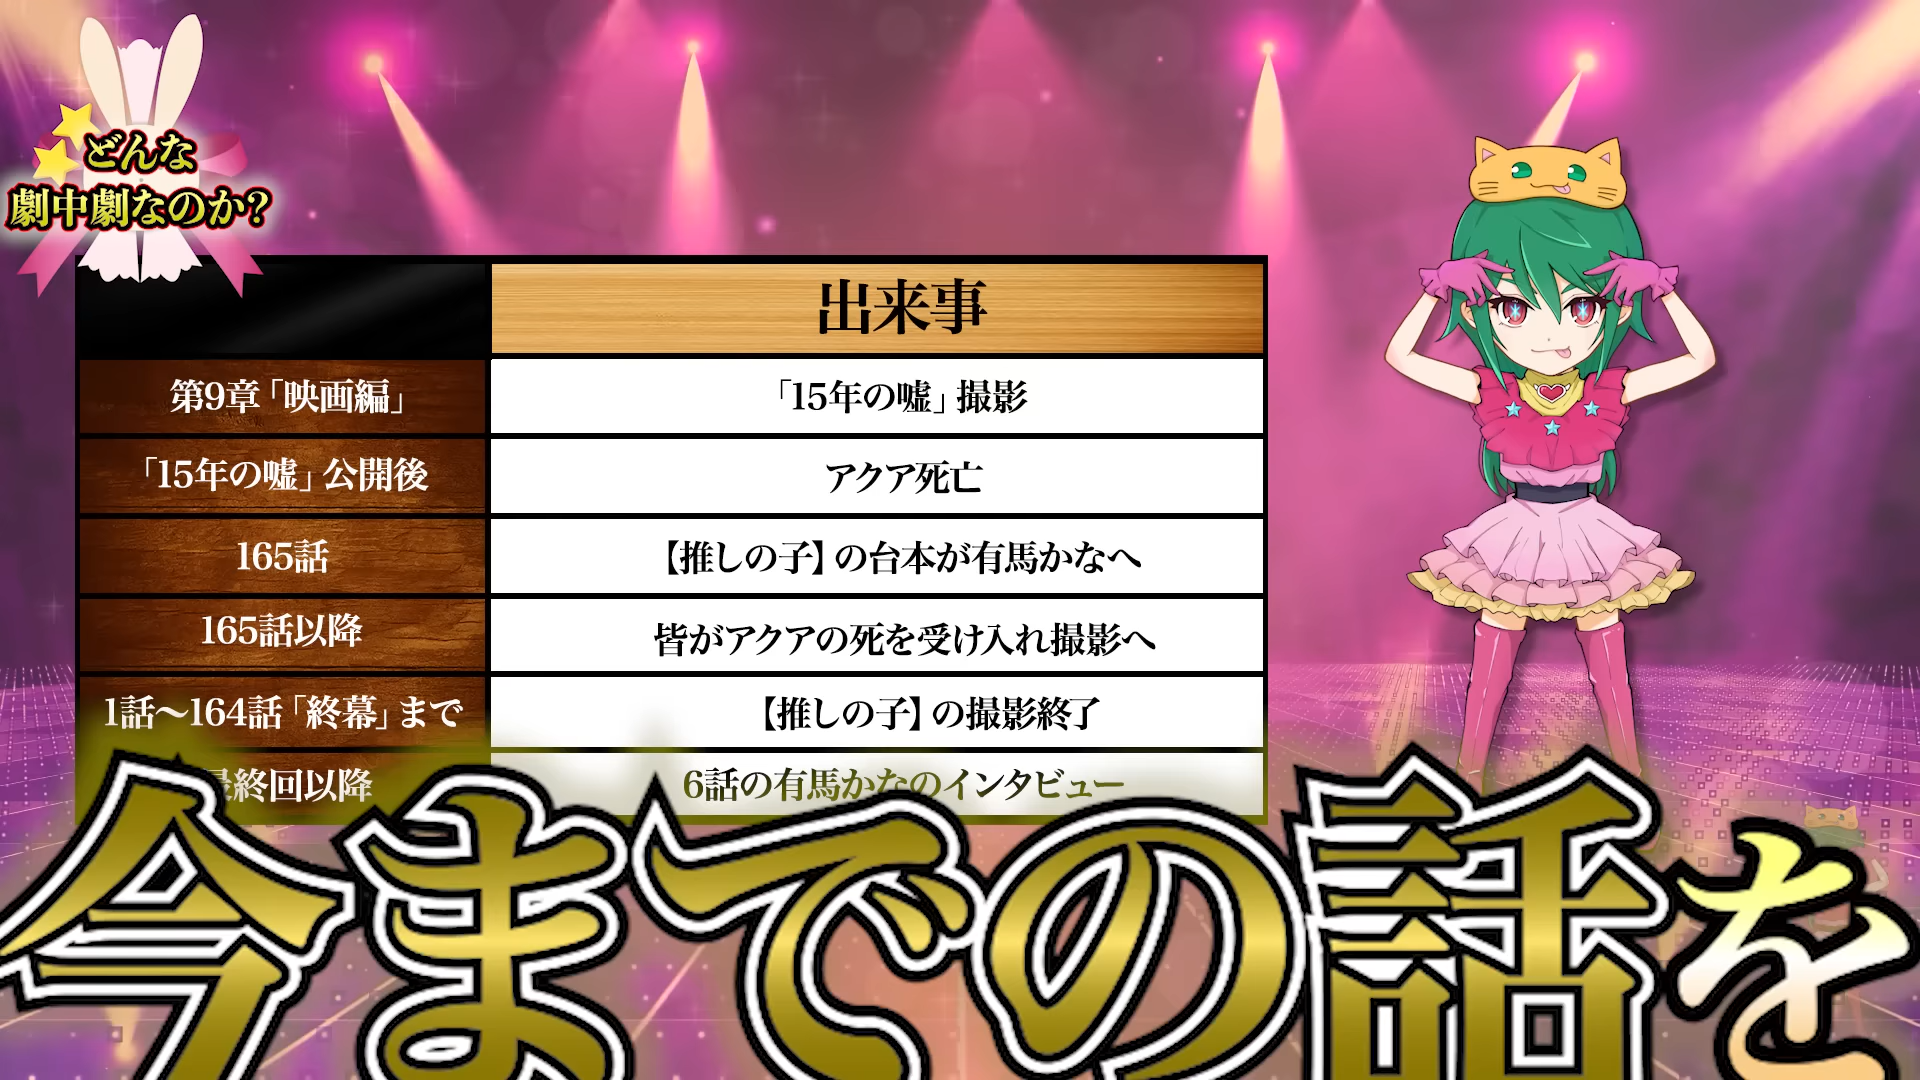 どんな
劇中劇なのか?
出来事
第9章「映画編」
「15年の嘘」撮影
「15年の嘘」公開後
アクア死亡
165話
【推しの子】の台本が有馬かなへ
165話以降
皆がアクアの死を受け入れ撮影へ
1話〜164話「終幕」まで
【推しの子】の撮影終了
最終回以降
6話の有馬かなのインタビュー
今までの話を